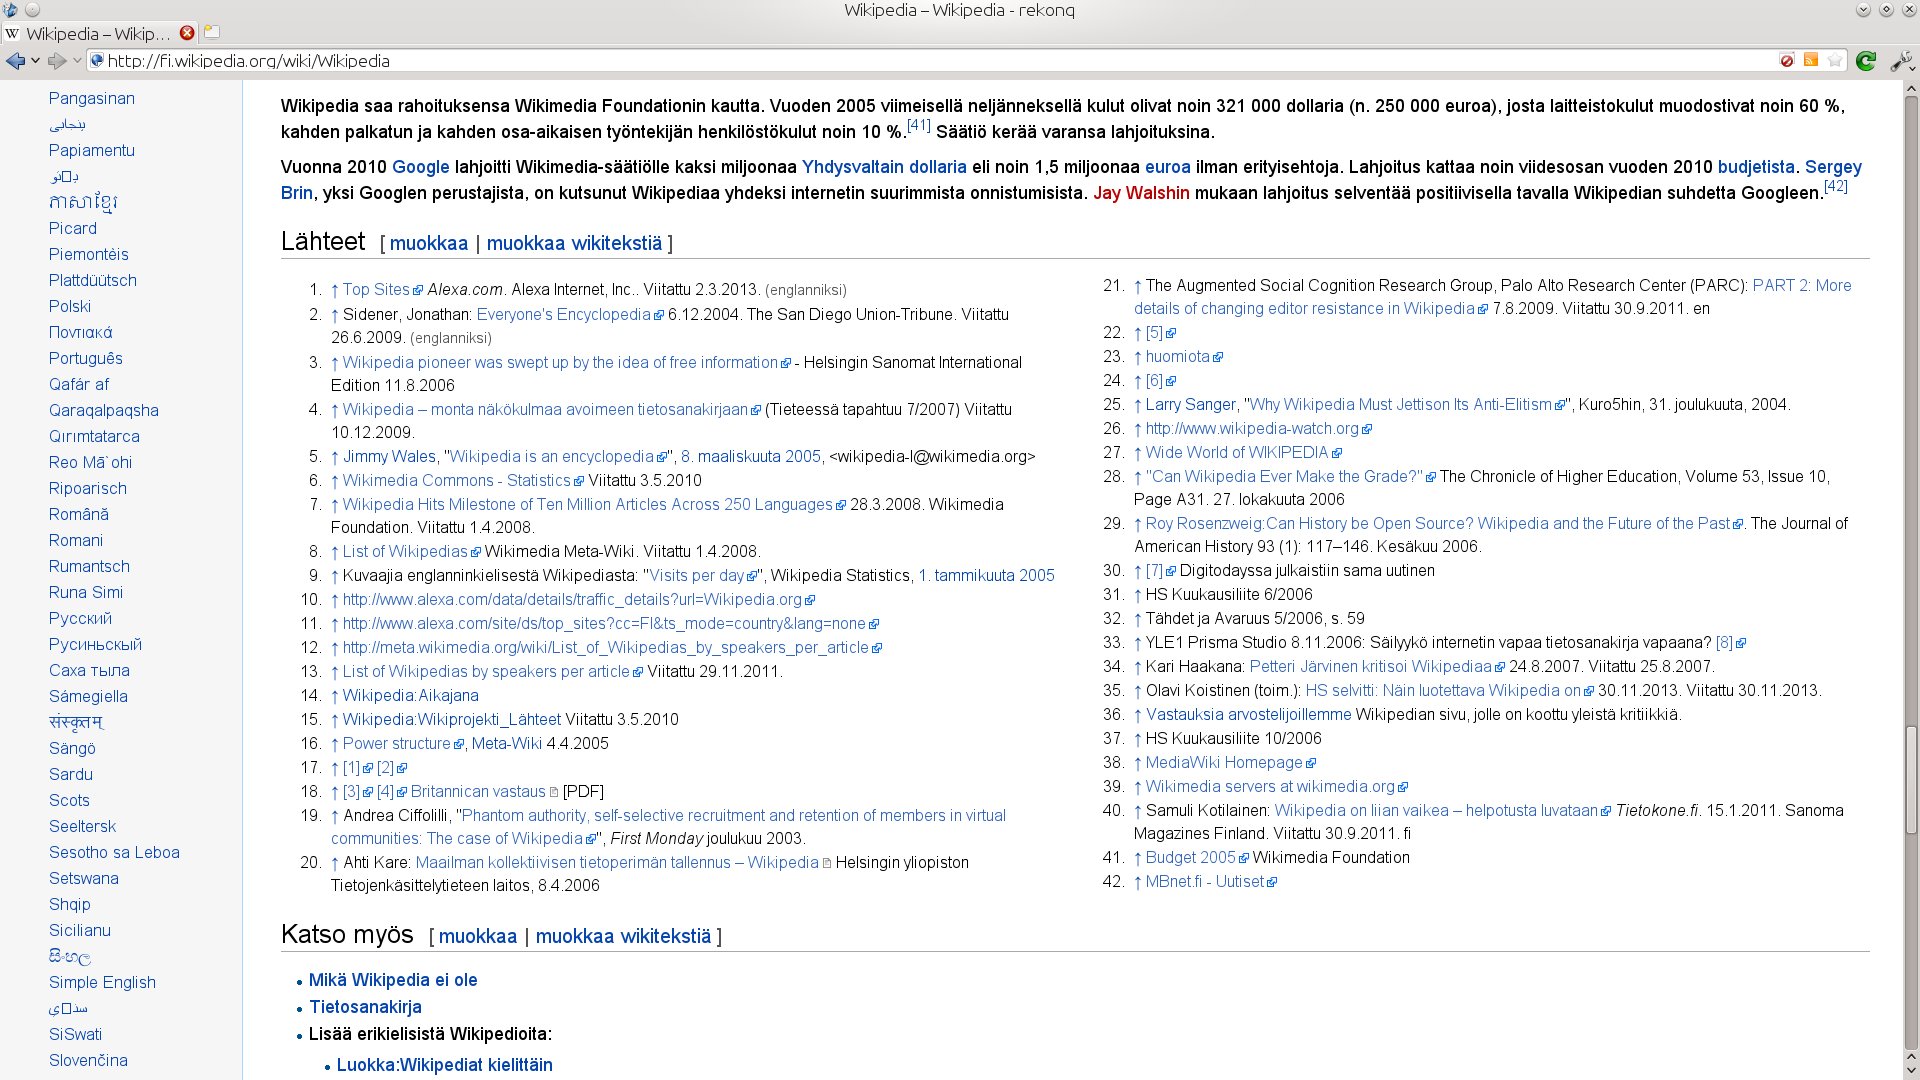 Wikipedia – Wikipedia - rekonq
Wikipedia – Wikip...
http://fi.wikipedia.org/wiki/Wikipedia
Pangasinan
پنجابی
Papiamentu
ភាសាខ្មែរ
Picard
Piemontèis
Plattdüütsch
Polski
Ποντιακά
Português
Qafár af
Qaraqalpaqsha
Qırımtatarca
Reo Mā`ohi
Ripoarisch
Română
Romani
Rumantsch
Runa Simi
Русский
Русиньскый
Саха тыла
Sámegiella
संस्कृतम्
Sängö
Sardu
Scots
Seeltersk
Sesotho sa Leboa
Setswana
Shqip
Sicilianu
සිංහල
Simple English
SiSwati
Slovenčina
Wikipedia saa rahoituksensa Wikimedia Foundationin kautta. Vuoden 2005 viimeisellä neljänneksellä kulut olivat noin 321 000 dollaria (n. 250 000 euroa), josta laitteistokulut muodostivat noin 60 %,
kahden palkatun ja kahden osa-aikaisen työntekijän henkilöstökulut noin 10 %.[41] Säätiö kerää varansa lahjoituksina.
Vuonna 2010 Google lahjoitti Wikimedia-säätiölle kaksi miljoonaa Yhdysvaltain dollaria eli noin 1,5 miljoonaa euroa ilman erityisehtoja. Lahjoitus kattaa noin viidesosan vuoden 2010 budjetista. Sergey
Brin, yksi Googlen perustajista, on kutsunut Wikipediaa yhdeksi internetin suurimmista onnistumisista. Jay Walshin mukaan lahjoitus selventää positiivisella tavalla Wikipedian suhdetta Googleen.[42]
Lähteet [ muokkaa | muokkaa wikitekstiä ]
1. ↑ Top Sites Alexa.com. Alexa Internet, Inc.. Viitattu 2.3.2013. (englanniksi)
2. ↑ Sidener, Jonathan: Everyone's Encyclopedia 6.12.2004. The San Diego Union-Tribune. Viitattu
26.6.2009. (englanniksi)
3. ↑ Wikipedia pioneer was swept up by the idea of free information - Helsingin Sanomat International
Edition 11.8.2006
4. ↑ Wikipedia – monta näkökulmaa avoimeen tietosanakirjaan (Tieteessä tapahtuu 7/2007) Viitattu
10.12.2009.
5. ↑ Jimmy Wales, "Wikipedia is an encyclopedia", 8. maaliskuuta 2005, <wikipedia-l@wikimedia.org>
6. ↑ Wikimedia Commons - Statistics Viitattu 3.5.2010
7. ↑ Wikipedia Hits Milestone of Ten Million Articles Across 250 Languages 28.3.2008. Wikimedia
Foundation. Viitattu 1.4.2008.
8. ↑ List of Wikipedias Wikimedia Meta-Wiki. Viitattu 1.4.2008.
9. ↑ Kuvaajia englanninkielisestä Wikipediasta: "Visits per day", Wikipedia Statistics, 1. tammikuuta 2005
10. ↑ http://www.alexa.com/data/details/traffic_details?url=Wikipedia.org
11. ↑ http://www.alexa.com/site/ds/top_sites?cc=FI&ts_mode=country&lang=none
12. ↑ http://meta.wikimedia.org/wiki/List_of_Wikipedias_by_speakers_per_article
13. ↑ List of Wikipedias by speakers per article Viitattu 29.11.2011.
14. ↑ Wikipedia:Aikajana
15. ↑ Wikipedia:Wikiprojekti_Lähteet Viitattu 3.5.2010
16. ↑ Power structure, Meta-Wiki 4.4.2005
17. ↑ [1] [2]
18. ↑ [3] [4] Britannican vastaus [PDF]
19. ↑ Andrea Ciffolilli, "Phantom authority, self-selective recruitment and retention of members in virtual
communities: The case of Wikipedia", First Monday joulukuu 2003.
20. ↑ Ahti Kare: Maailman kollektiivisen tietoperimän tallennus – Wikipedia Helsingin yliopiston
Tietojenkäsittelytieteen laitos, 8.4.2006
21. ↑ The Augmented Social Cognition Research Group, Palo Alto Research Center (PARC): PART 2: More
details of changing editor resistance in Wikipedia 7.8.2009. Viitattu 30.9.2011. en
22. ↑ [5]
23. ↑ huomiota
24. ↑ [6]
25. ↑ Larry Sanger, "Why Wikipedia Must Jettison Its Anti-Elitism", Kuro5hin, 31. joulukuuta, 2004.
26. ↑ http://www.wikipedia-watch.org
27. ↑ Wide World of WIKIPEDIA
28. ↑ "Can Wikipedia Ever Make the Grade?" The Chronicle of Higher Education, Volume 53, Issue 10,
Page A31. 27. lokakuuta 2006
29. ↑ Roy Rosenzweig:Can History be Open Source? Wikipedia and the Future of the Past. The Journal of
American History 93 (1): 117–146. Kesäkuu 2006.
30. ↑ [7] Digitodayssa julkaistiin sama uutinen
31. ↑ HS Kuukausiliite 6/2006
32. ↑ Tähdet ja Avaruus 5/2006, s. 59
33. ↑ YLE1 Prisma Studio 8.11.2006: Säilyykö internetin vapaa tietosanakirja vapaana? [8]
34. ↑ Kari Haakana: Petteri Järvinen kritisoi Wikipediaa 24.8.2007. Viitattu 25.8.2007.
35. ↑ Olavi Koistinen (toim.): HS selvitti: Näin luotettava Wikipedia on 30.11.2013. Viitattu 30.11.2013.
36. ↑ Vastauksia arvostelijoillemme Wikipedian sivu, jolle on koottu yleistä kritiikkiä.
37. ↑ HS Kuukausiliite 10/2006
38. ↑ MediaWiki Homepage
39. ↑ Wikimedia servers at wikimedia.org
40. ↑ Samuli Kotilainen: Wikipedia on liian vaikea – helpotusta luvataan Tietokone.fi. 15.1.2011. Sanoma
Magazines Finland. Viitattu 30.9.2011. fi
41. ↑ Budget 2005 Wikimedia Foundation
42. ↑ MBnet.fi - Uutiset
Katso myös [ muokkaa | muokkaa wikitekstiä ]
Mikä Wikipedia ei ole
Tietosanakirja
Lisää erikielisistä Wikipedioita:
Luokka:Wikipediat kielittäin